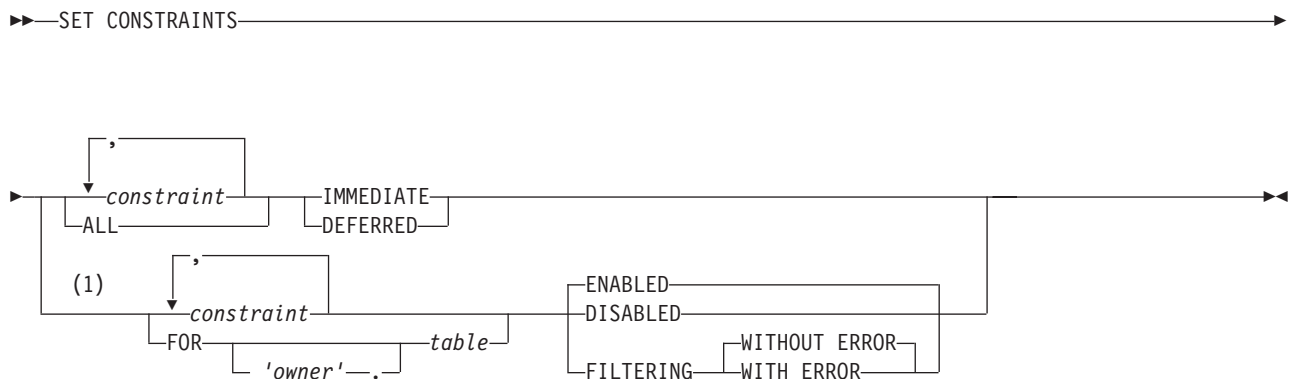 SET CONSTRAINTS
,
constraint IMMEDIATE
ALL DEFERRED
(1) ,
ENABLED
constraint DISABLED
FOR table WITHOUT ERROR
'owner' . FILTERING WITH ERROR